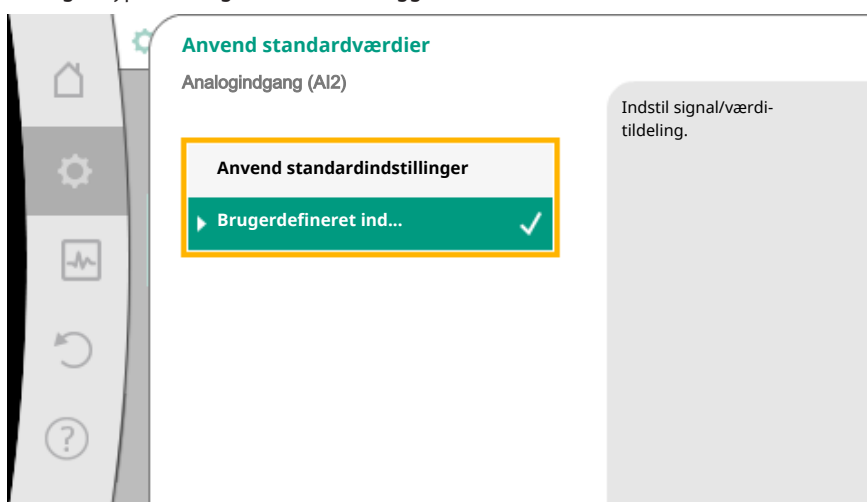 Anvend standardværdier
Analogindgang (AI2)
Indstil signal/værdi-
tildeling.
Anvend standardindstillinger
Brugerdefineret ind...
?